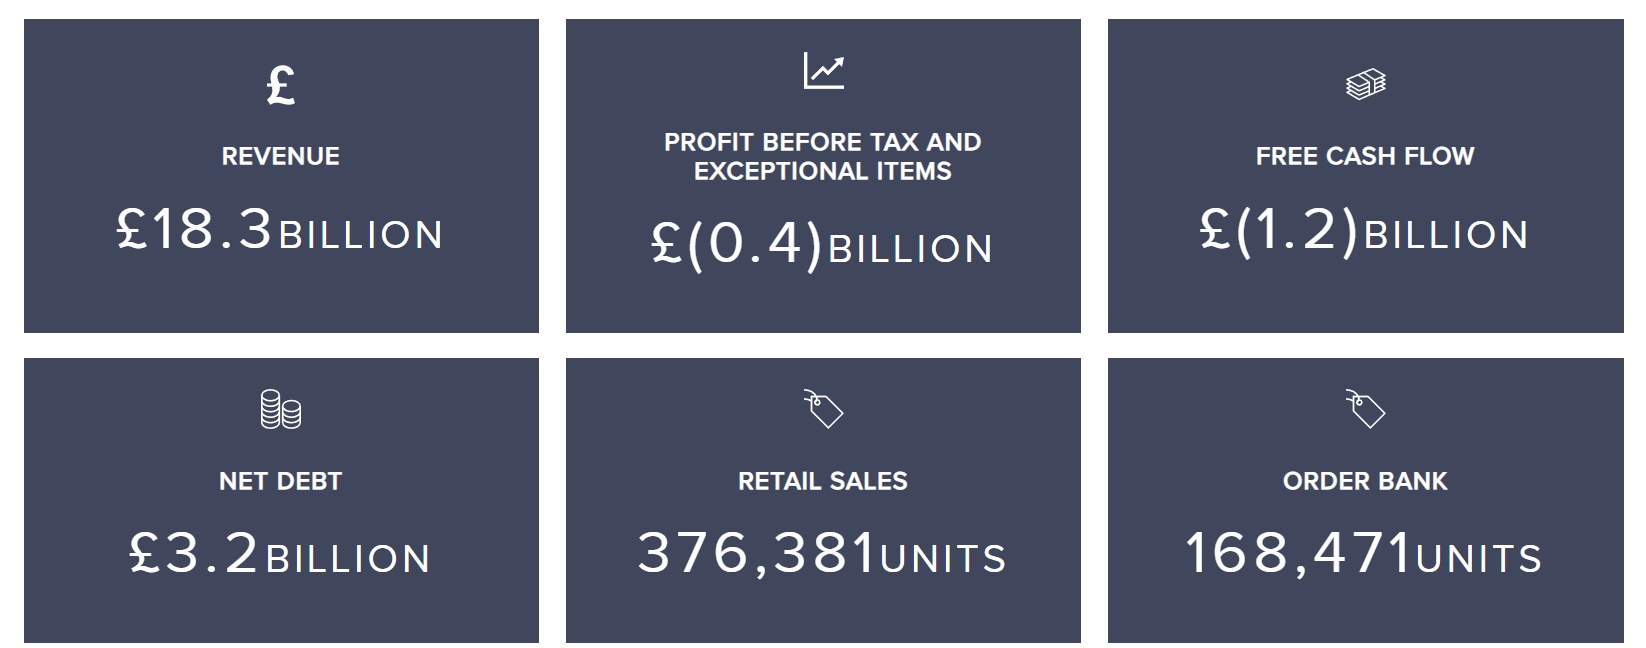 £
REVENUE
£18.3BILLION
PROFIT BEFORE TAX AND
EXCEPTIONAL ITEMS
£(0.4)BILLION
FREE CASH FLOW
£(1.2)BILLION
NET DEBT
£3.2BILLION
RETAIL SALES
376,381UNITS
ORDER BANK
168,471UNITS